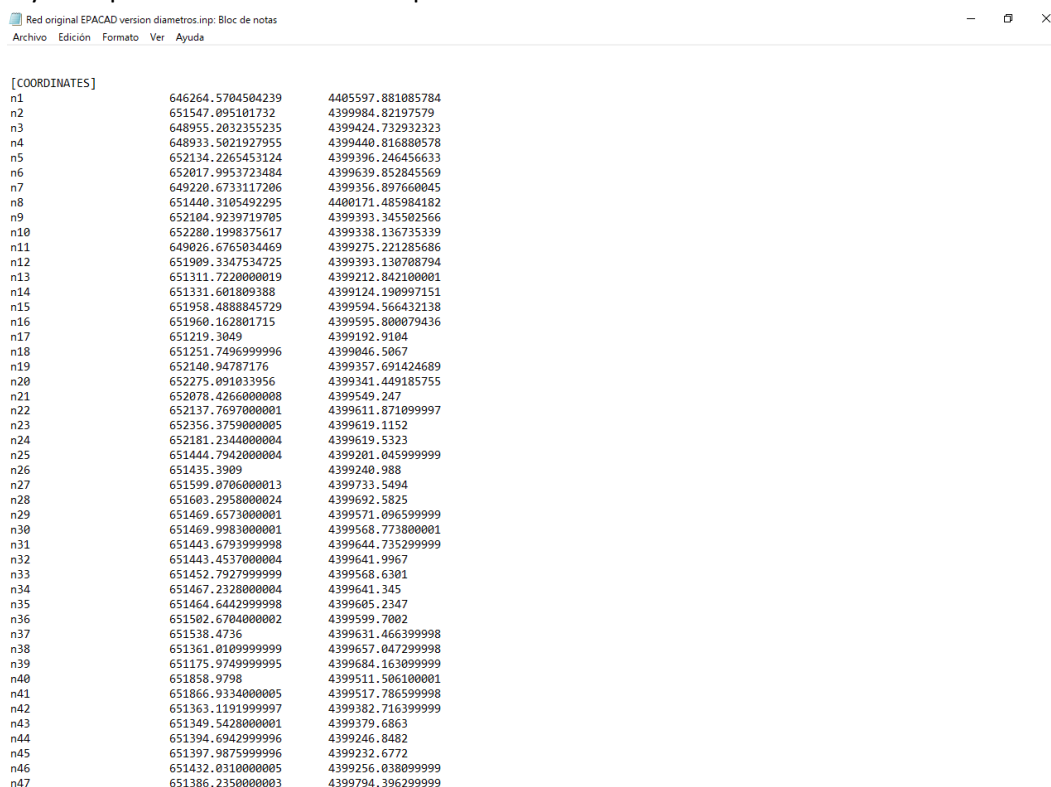 Red original EPACAD version diametros.inp: Bloc de notas
Archivo Edición Formato Ver Ayuda
[COORDINATES]
n1 646264.5704504239 4405597.881085784
n2 651547.095101732 4399984.82197579
n3 648955.2032355235 4399424.732932323
n4 648933.5021927955 4399440.816880578
n5 652134.2265453124 4399396.246456633
n6 652017.9953723484 4399639.852845569
n7 649220.6733117206 4399356.897660045
n8 651440.3105492295 4400171.485984182
n9 652104.9239719705 4399393.345502566
n10 652280.1998375617 4399338.136735339
n11 649026.6765034469 4399275.221285686
n12 651909.3347534725 4399393.130708794
n13 651311.7220000019 4399212.842100001
n14 651331.601809388 4399124.190997151
n15 651958.4888845729 4399594.566432138
n16 651960.162801715 4399595.800079436
n17 651219.3049 4399192.9104
n18 651251.7496999996 4399046.5067
n19 652140.94787176 4399357.691424689
n20 652275.091033956 4399341.449185755
n21 652078.4266000008 4399549.247
n22 652137.7697000001 4399611.871099997
n23 652356.3759000005 4399619.1152
n24 652181.2344000004 4399619.5323
n25 651444.7942000004 4399201.045999999
n26 651435.3909 4399240.988
n27 651599.0706000013 4399733.5494
n28 651603.2958000024 4399692.5825
n29 651469.6573000001 4399571.096599999
n30 651469.9983000001 4399568.773800001
n31 651443.6793999998 4399644.735299999
n32 651443.4537000004 4399641.9967
n33 651452.7927999999 4399568.6301
n34 651467.2328000004 4399641.345
n35 651464.6442999998 4399605.2347
n36 651502.6704000002 4399599.7002
n37 651538.4736 4399631.466399998
n38 651361.0109999999 4399657.047299998
n39 651175.9749999995 4399684.163099999
n40 651858.9798 4399511.506100001
n41 651866.9334000005 4399517.786599998
n42 651363.1191999997 4399382.716399999
n43 651349.5428000001 4399379.6863
n44 651394.6942999996 4399246.8482
n45 651397.9875999996 4399232.6772
n46 651432.0310000005 4399256.038099999
n47 651386.2350000003 4399794.396299999